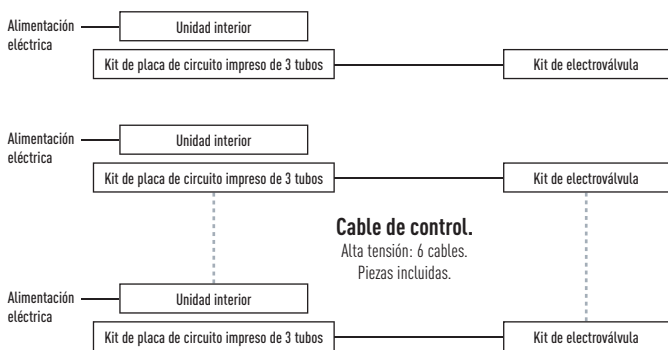 Alimentación
eléctrica
Unidad interior
Kit de placa de circuito impreso de 3 tubos
Kit de electroválvula
Alimentación
eléctrica
Unidad interior
Kit de placa de circuito impreso de 3 tubos
Kit de electroválvula
Cable de control.
Alta tensión: 6 cables.
Piezas incluidas.
Alimentación
eléctrica
Unidad interior
Kit de placa de circuito impreso de 3 tubos
Kit de electroválvula